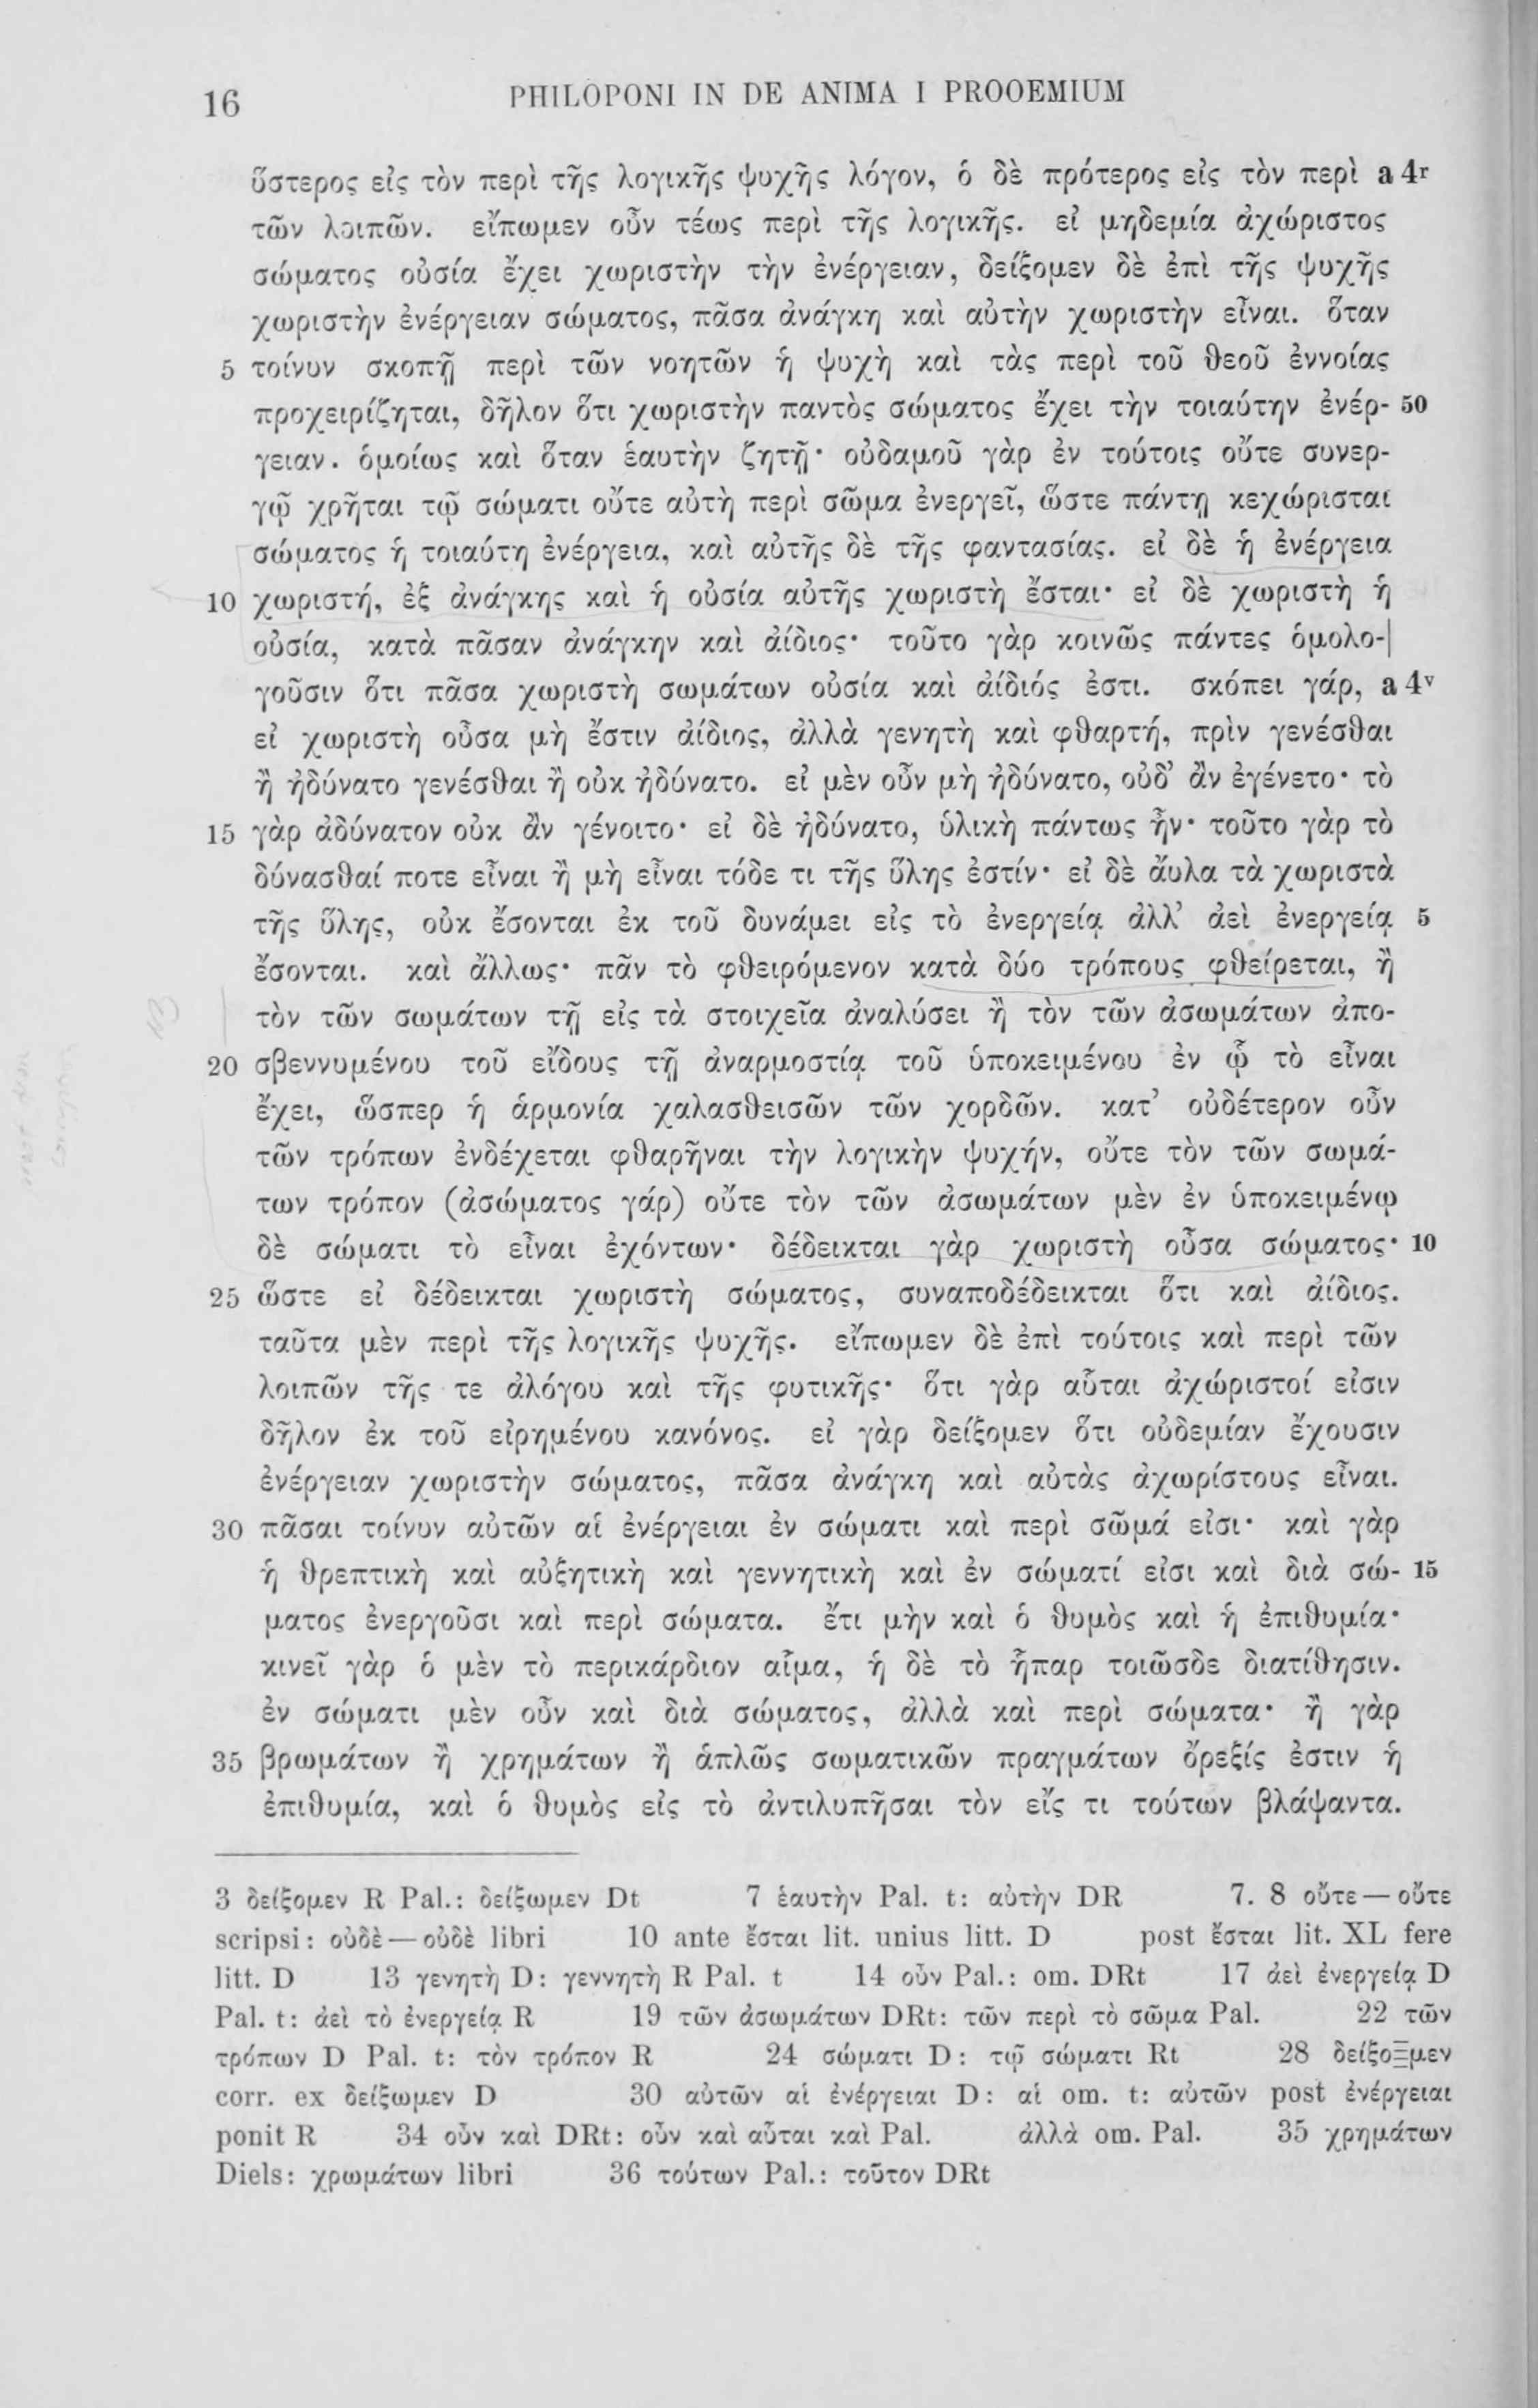 16 PHILOPONI IN DE ANIMA I PROOEMIUM
ὕστερος εἰς τὸν περὶ τῆς λογικῆς ψυχῆς λόγον, ὁ δὲ πρότερος εἰς τὸν περὶ a 4r
τῶν λοιπῶν. εἴπωμεν οὖν τέως περὶ τῆς λογικῆς. εἰ μηδεμία ἀχώριστος
σώματος οὐσία ἔχει χωριστὴν τὴν ἐνέργειαν, δείξομεν δὲ ἐπὶ τῆς ψυχῆς
χωριστὴν ἐνέργειαν σώματος, πᾶσα ἀνάγκη καὶ αὐτὴν χωριστὴν εἶναι. ὅταν
5 τοίνυν σκοπῇ περὶ τῶν νοητῶν ἡ ψυχὴ καὶ τὰς περὶ τοῦ θεοῦ ἐννοίας
προχειρίζηται, δῆλον ὅτι χωριστὴν παντὸς σώματος ἔχει τὴν τοιαύτην ἐνέρ- 50
γειαν. ὁμοίως καὶ ὅταν ἑαυτὴν ζητῇ· οὐδαμοῦ γὰρ ἐν τούτοις οὔτε συνερ-
γῷ χρῆται τῷ σώματι οὔτε αὐτὴ περὶ σῶμα ἐνεργεῖ, ὥστε πάντῃ κεχώρισται
σώματος ἡ τοιαύτη ἐνέργεια, καὶ αὐτῆς δὲ τῆς φαντασίας. εἰ δὲ ἡ ἐνέργεια
10 χωριστή, ἐξ ἀνάγκης καὶ ἡ οὐσία αὐτῆς χωριστὴ ἔσται· εἰ δὲ χωριστὴ ἡ
οὐσία, κατὰ πᾶσαν ἀνάγκην καὶ ἀίδιος· τοῦτο γὰρ κοινῶς πάντες ὁμολο-|
γοῦσιν ὅτι πᾶσα χωριστὴ σωμάτων οὐσία καὶ ἀίδιός ἐστι. σκόπει γάρ, a 4v
εἰ χωριστὴ οὖσα μὴ ἔστιν ἀίδιος, ἀλλὰ γενητὴ καὶ φθαρτή, πρὶν γενέσθαι
ἢ ἠδύνατο γενέσθαι ἢ οὐκ ἠδύνατο. εἰ μὲν οὖν μὴ ἠδύνατο, οὐδ’ ἂν ἐγένετο· τὸ
15 γὰρ ἀδύνατον οὐκ ἂν γένοιτο· εἰ δὲ ἠδύνατο, ὑλικὴ πάντως ἦν· τοῦτο γὰρ τὸ
δύνασθαί ποτε εἶναι ἢ μὴ εἶναι τόδε τι τῆς ὕλης ἐστίν· εἰ δὲ ἄυλα τὰ χωριστὰ
τῆς ὕλης, οὐκ ἔσονται ἐκ τοῦ δυνάμει εἰς τὸ ἐνεργείᾳ ἀλλ’ ἀεὶ ἐνεργείᾳ 5
ἔσονται. καὶ ἄλλως· πᾶν τὸ φθειρόμενον κατὰ δύο τρόπους φθείρεται, ἢ
τὸν τῶν σωμάτων τῇ εἰς τὰ στοιχεῖα ἀναλύσει ἢ τὸν τῶν ἀσωμάτων ἀπο-
20 σβεννυμένου τοῦ εἴδους τῇ ἀναρμοστίᾳ τοῦ ὑποκειμένου ἐν ᾧ τὸ εἶναι
ἔχει, ὥσπερ ἡ ἁρμονία χαλασθεισῶν τῶν χορδῶν. κατ’ οὐδέτερον οὖν
τῶν τρόπων ἐνδέχεται φθαρῆναι τὴν λογικὴν ψυχήν, οὔτε τὸν τῶν σωμά-
των τρόπον (ἀσώματος γάρ) οὔτε τὸν τῶν ἀσωμάτων μὲν ἐν ὑποκειμένῳ
δὲ σώματι τὸ εἶναι ἐχόντων· δέδεικται γὰρ χωριστὴ οὖσα σώματος· 10
25 ὥστε εἰ δέδεικται χωριστὴ σώματος, συναποδέδεικται ὅτι καὶ ἀίδιος.
ταῦτα μὲν περὶ τῆς λογικῆς ψυχῆς. εἴπωμεν δὲ ἐπὶ τούτοις καὶ περὶ τῶν
λοιπῶν τῆς τε ἀλόγου καὶ τῆς φυτικῆς· ὅτι γὰρ αὗται ἀχώριστοί εἰσιν
δῆλον ἐκ τοῦ εἰρημένου κανόνος. εἰ γὰρ δείξομεν ὅτι οὐδεμίαν ἔχουσιν
ἐνέργειαν χωριστὴν σώματος, πᾶσα ἀνάγκη καὶ αὐτὰς ἀχωρίστους εἶναι.
30 πᾶσαι τοίνυν αὐτῶν αἱ ἐνέργειαι ἐν σώματι καὶ περὶ σῶμά εἰσι· καὶ γὰρ
ἡ θρεπτικὴ καὶ αὐξητικὴ καὶ γεννητικὴ καὶ ἐν σώματί εἰσι καὶ διὰ σώ- 15
ματος ἐνεργοῦσι καὶ περὶ σώματα. ἔτι μὴν καὶ ὁ θυμὸς καὶ ἡ ἐπιθυμία·
κινεῖ γὰρ ὁ μὲν τὸ περικάρδιον αἷμα, ἡ δὲ τὸ ἧπαρ τοιῶσδε διατίθησιν.
ἐν σώματι μὲν οὖν καὶ διὰ σώματος, ἀλλὰ καὶ περὶ σώματα· ἢ γὰρ
35 βρωμάτων ἢ χρημάτων ἢ ἁπλῶς σωματικῶν πραγμάτων ὄρεξίς ἐστιν ἡ
ἐπιθυμία, καὶ ὁ θυμὸς εἰς τὸ ἀντιλυπῆσαι τὸν εἴς τι τούτων βλάψαντα.
3 δείξομεν R Pal.: δείξωμεν Dt 7 ἑαυτὴν Pal. t: αὐτὴν DR 7. 8 οὔτε — οὔτε
scripsi: οὐδὲ — οὐδὲ libri 10 ante ἔσται lit. unius litt. D post ἔσται lit. XL fere
litt. D 13 γενητὴ D: γεννητὴ R Pal. t 14 οὖν Pal.: om. DRt 17 ἀεὶ ἐνεργείᾳ D
Pal. t: ἀεὶ τὸ ἐνεργείᾳ R 19 τῶν ἀσωμάτων DRt: τῶν περὶ τὸ σῶμα Pal. 22 τῶν
τρόπων D Pal. t: τὸν τρόπον R 24 σώματι D: τῷ σώματι Rt 28 δείξοΞμεν
corr. ex δείξωμεν D 30 αὐτῶν αἱ ἐνέργειαι D: αἱ om. t: αὐτῶν post ἐνέργειαι
ponit R 34 οὖν καὶ DRt: οὖν καὶ αὗται καὶ Pal. ἀλλὰ om. Pal. 35 χρημάτων
Diels: χρωμάτων libri 36 τούτων Pal.: τοῦτον DRt